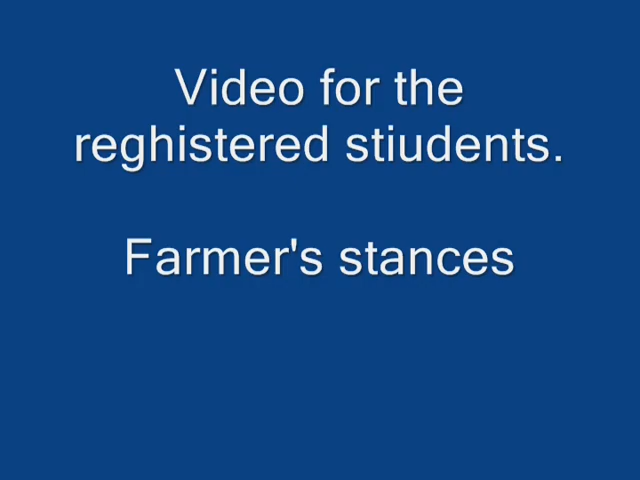 Video for the
reghistered stiudents.
Farmer's stances